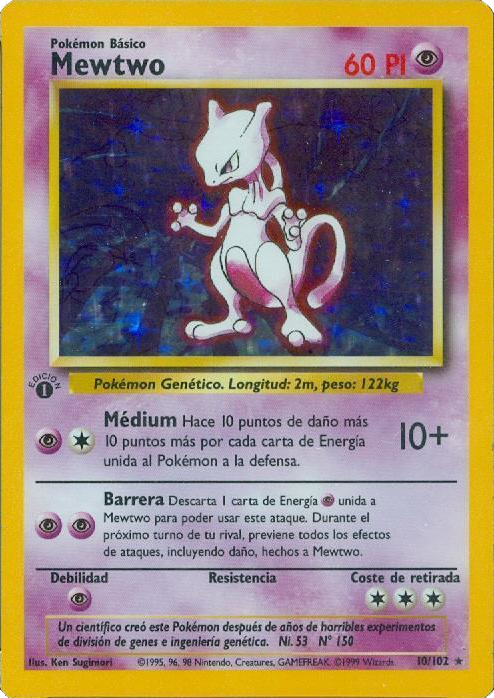 Pokémon Básico
Mewtwo
60 PI
EDICION
1
Pokémon Genético. Longitud: 2m, peso: 122kg
Médium Hace 10 puntos de daño más
10 puntos más por cada carta de Energía
unida al Pokémon a la defensa.
10+
Barrera Descarta 1 carta de Energía unida a
Mewtwo para poder usar este ataque. Durante el
próximo turno de tu rival, previene todos los efectos
de ataques, incluyendo daño, hechos a Mewtwo.
Debilidad
Resistencia
Coste de retirada
Un científico creó este Pokémon después de años de horribles experimentos
de división de genes e ingeniería genética. Ni. 53 N° 150
Ilus. Ken Sugimori
©1995, 96, 98 Nintendo, Creatures, GAMEFREAK. ©1999 Wizards.
10/102 ★